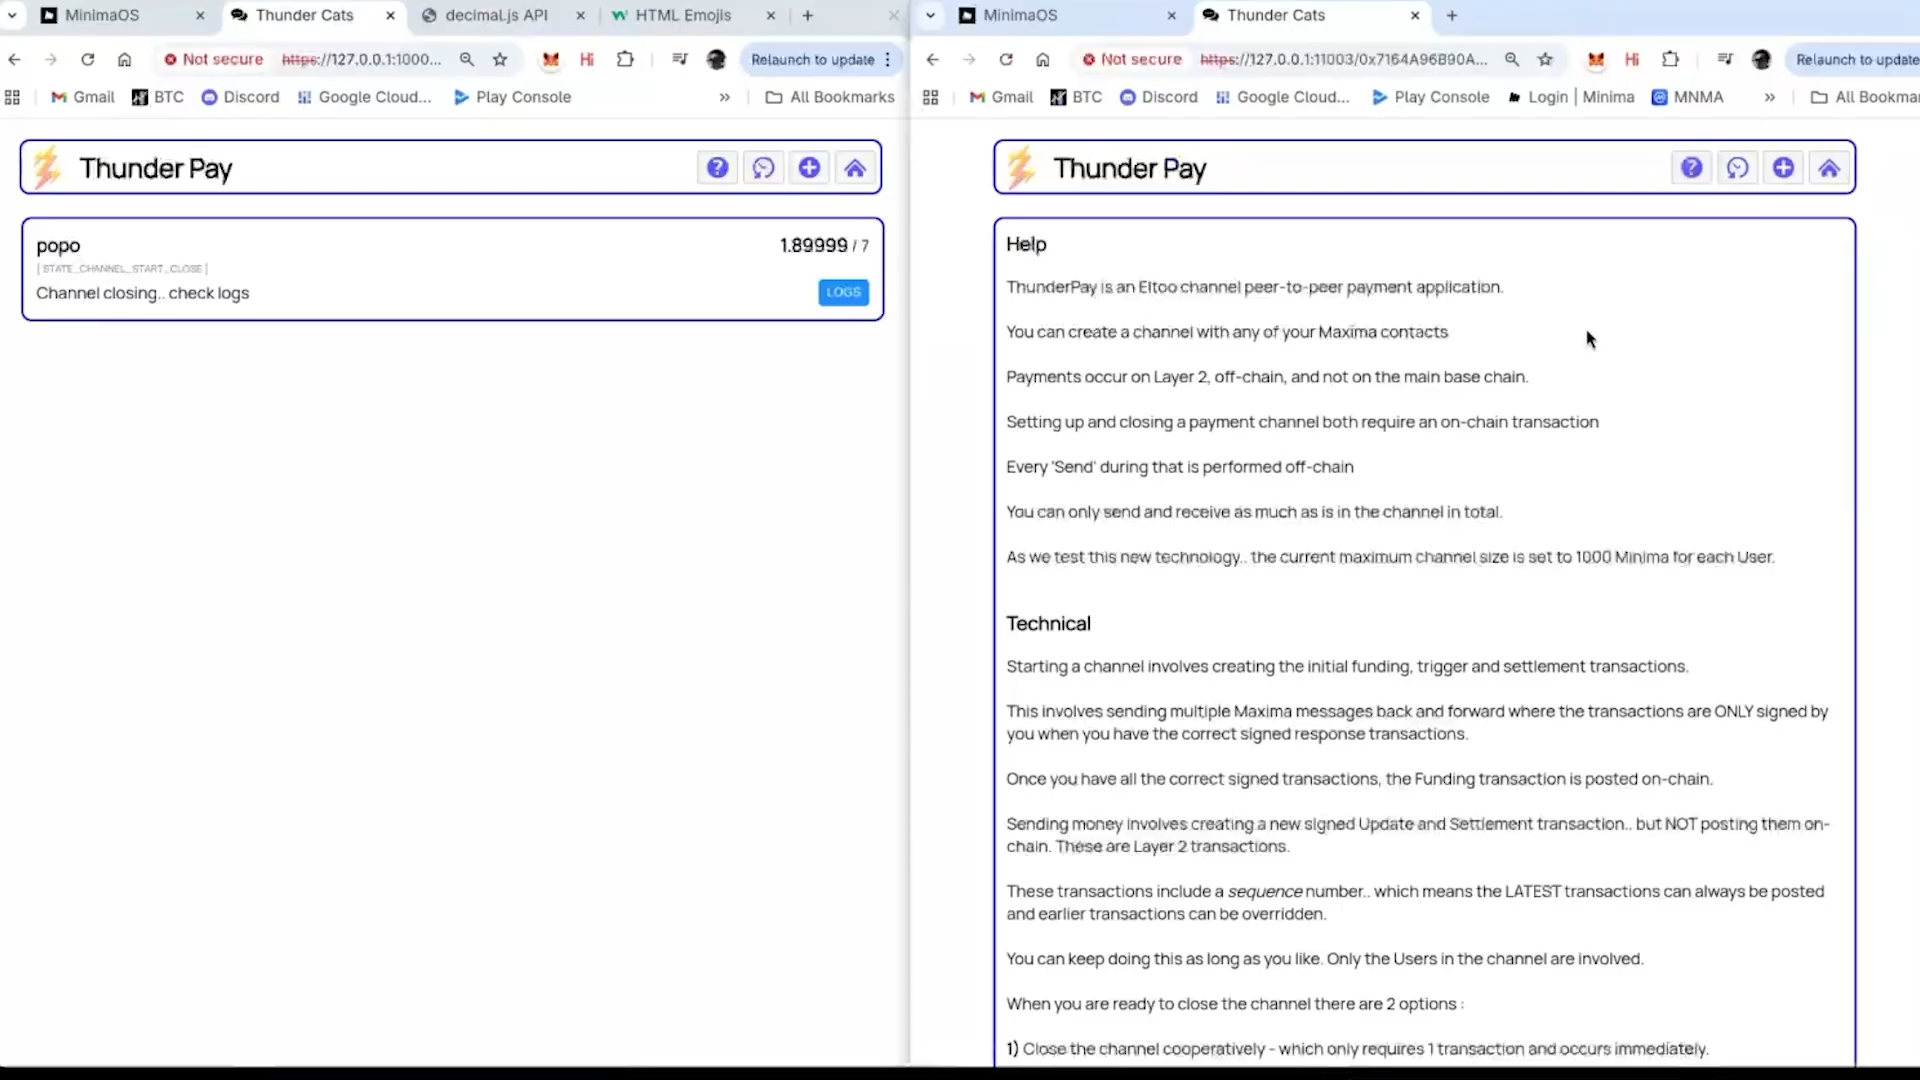 MinimaOS
Thunder Cats
decimal.js API
HTML Emojis
Not secure https://127.0.0.1:1000...
Relaunch to update
Gmail BTC Discord Google Cloud... Play Console » All Bookmarks
Thunder Pay
popo 1.89999 / 7
[ STATE_CHANNEL_START_CLOSE ]
Channel closing.. check logs LOGS
MinimaOS
Thunder Cats
Not secure https://127.0.0.1:11003/0x7164A96B90A...
Relaunch to update
Gmail BTC Discord Google Cloud... Play Console Login | Minima MNMA » All Bookma
Thunder Pay
Help
ThunderPay is an Eltoo channel peer-to-peer payment application.
You can create a channel with any of your Maxima contacts
Payments occur on Layer 2, off-chain, and not on the main base chain.
Setting up and closing a payment channel both require an on-chain transaction
Every 'Send' during that is performed off-chain
You can only send and receive as much as is in the channel in total.
As we test this new technology.. the current maximum channel size is set to 1000 Minima for each User.
Technical
Starting a channel involves creating the initial funding, trigger and settlement transactions.
This involves sending multiple Maxima messages back and forward where the transactions are ONLY signed by
you when you have the correct signed response transactions.
Once you have all the correct signed transactions, the Funding transaction is posted on-chain.
Sending money involves creating a new signed Update and Settlement transaction.. but NOT posting them on-
chain. These are Layer 2 transactions.
These transactions include a sequence number.. which means the LATEST transactions can always be posted
and earlier transactions can be overridden.
You can keep doing this as long as you like. Only the Users in the channel are involved.
When you are ready to close the channel there are 2 options :
1) Close the channel cooperatively - which only requires 1 transaction and occurs immediately.